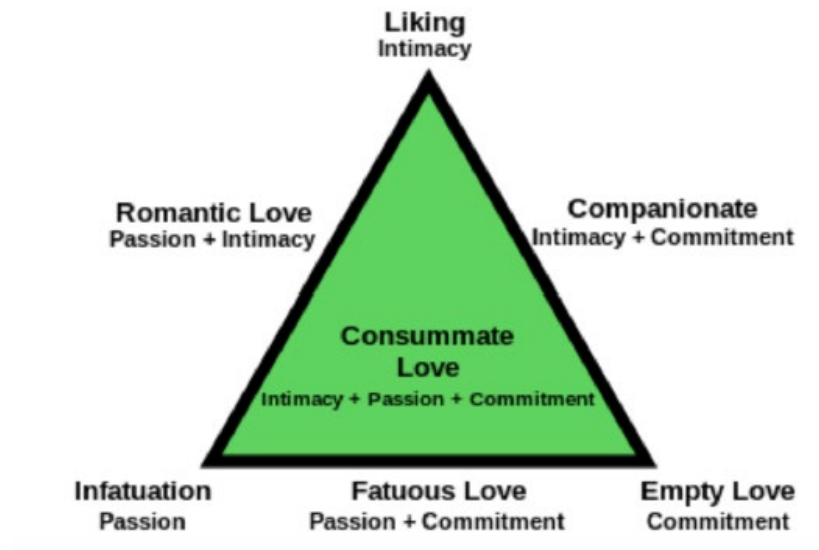 Liking
Intimacy
Romantic Love
Passion + Intimacy
Companionate
Intimacy + Commitment
Consummate
Love
Intimacy + Passion + Commitment
Infatuation
Passion
Fatuous Love
Passion + Commitment
Empty Love
Commitment